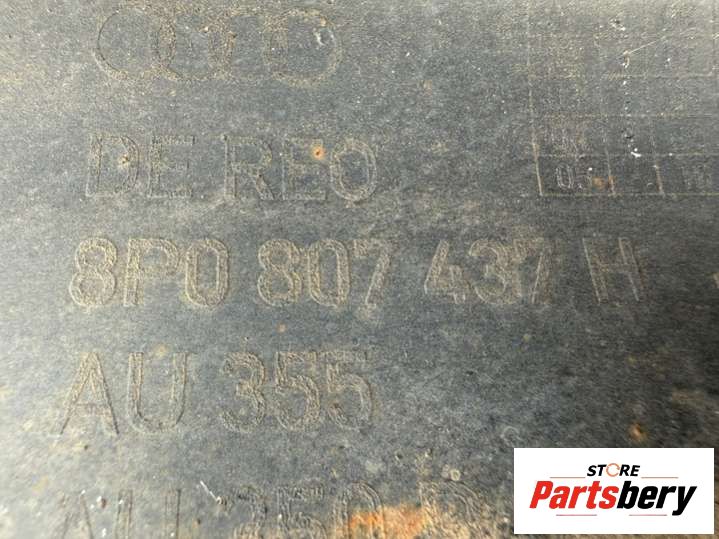 DE REO
8P0 807 437 H
AU 355
STORE
Partsbery